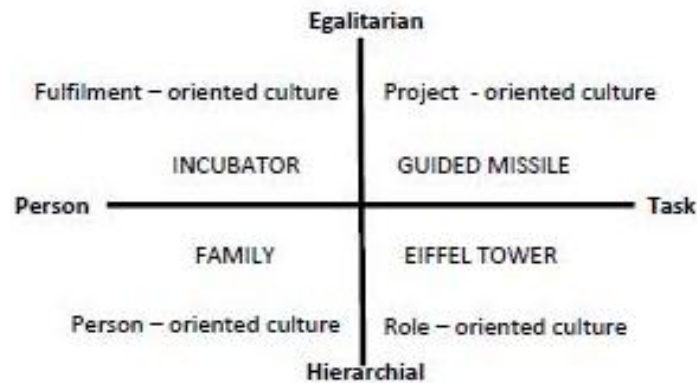 Egalitarian
Fulfilment – oriented culture
Project - oriented culture
INCUBATOR
GUIDED MISSILE
Person
Task
FAMILY
EIFFEL TOWER
Person – oriented culture
Role – oriented culture
Hierarchial